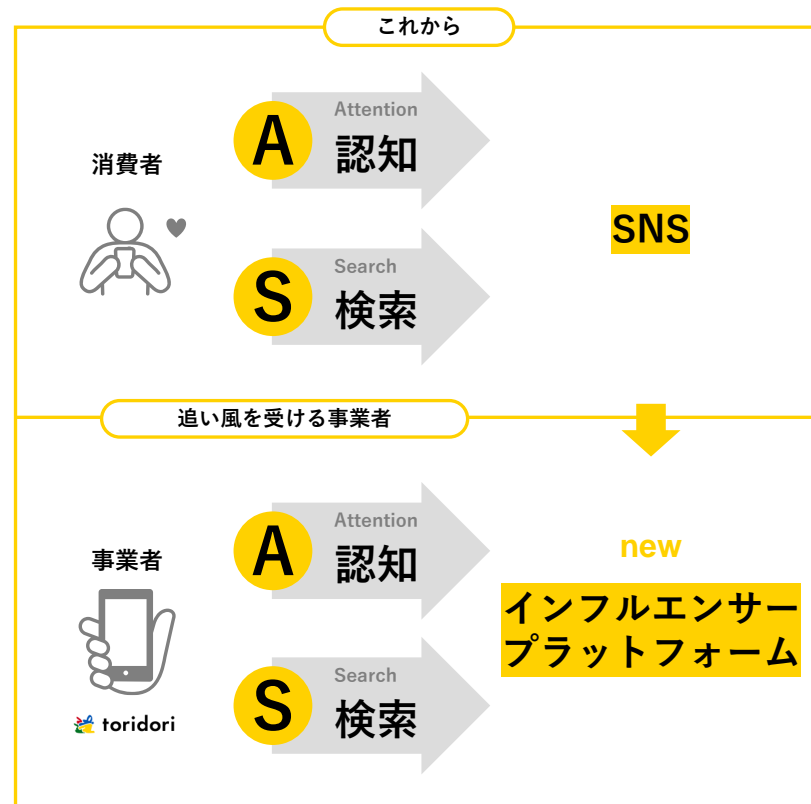 これから
消費者
A
Attention
認知
S
Search
検索
SNS
追い風を受ける事業者
事業者
toridori
A
Attention
認知
S
Search
検索
new
インフルエンサー
プラットフォーム